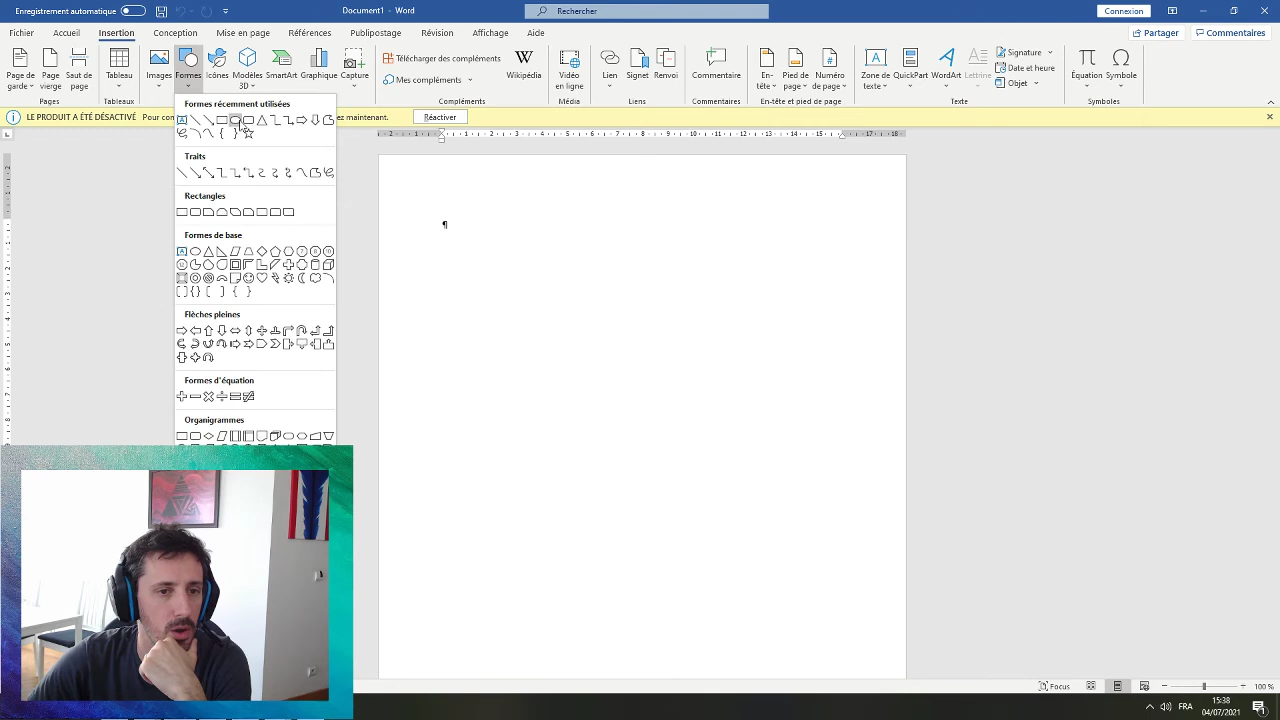 Enregistrement automatique
Document1 - Word
Rechercher
Connexion
Fichier Accueil Insertion Dessin Conception Mise en page Références Publipostage Révision Affichage Aide
Partager Commentaires
Page de garde
Page vierge
Saut de page
Tableau
Images
Formes
Icônes
Modèles 3D
SmartArt
Graphique
Capture
Télécharger des compléments
Mes compléments
Wikipédia
Vidéo en ligne
Lien
Signet
Renvoi
Commentaire
En-tête
Pied de page
Numéro de page
Zone de texte
QuickPart
WordArt
Lettrine
Signature
Date et heure
Objet
Équation
Symbole
Pages Tableaux Compléments Média Liens Commentaires En-tête et pied de page Texte Symboles
LE PRODUIT A ÉTÉ DÉSACTIVÉ Pour con
ez maintenant.
Réactiver
Formes récemment utilisées
Traits
Rectangles
Formes de base
Flèches pleines
Formes d'équation
Organigrammes
¶
Focus
100 %
FR
15:38
04/07/2021